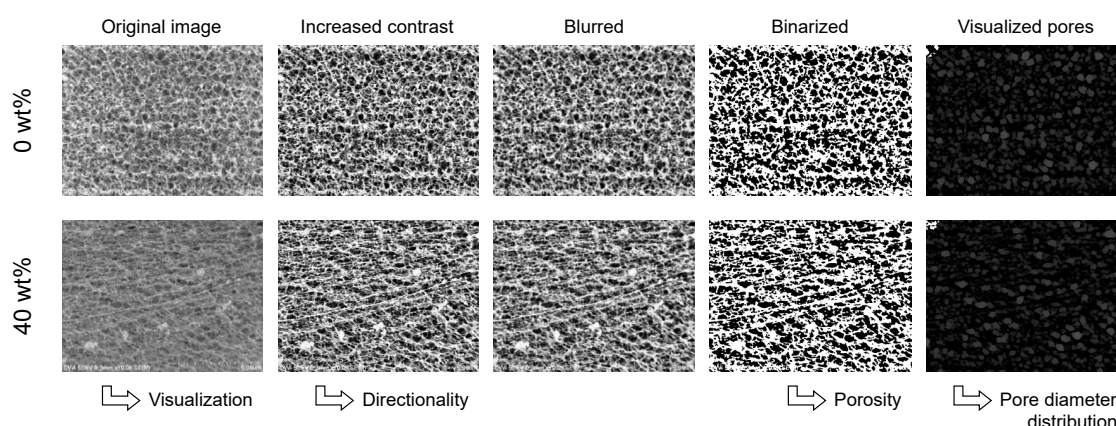 Original image
Increased contrast
Blurred
Binarized
Visualized pores
0 wt%
40 wt%
Visualization
Directionality
Porosity
Pore diameter
distribution